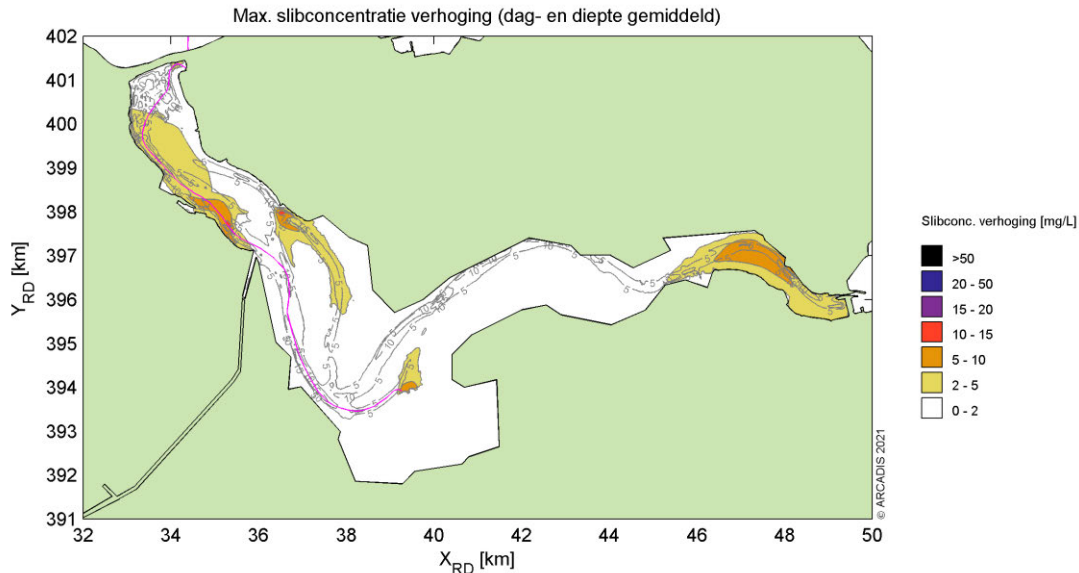 Max. slibconcentratie verhoging (dag- en diepte gemiddeld)
402
401
400
399
398
397
396
395
394
393
392
391
Y_RD [km]
32
34
36
38
40
42
44
46
48
50
X_RD [km]
© ARCADIS 2021
Slibconc. verhoging [mg/L]
>50
20 - 50
15 - 20
10 - 15
5 - 10
2 - 5
0 - 2